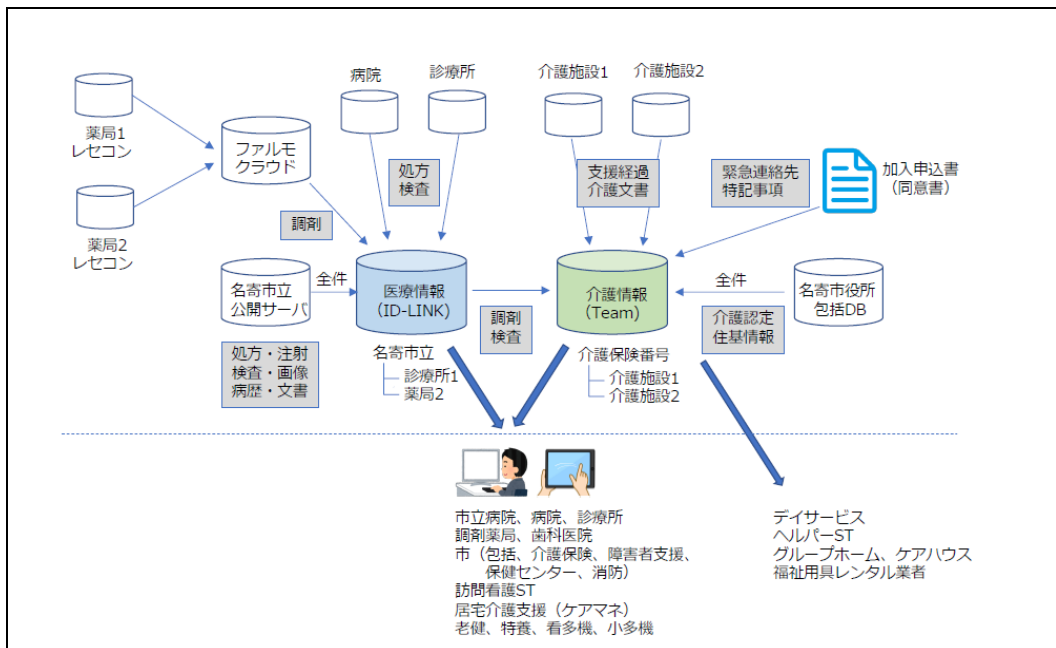 病院
診療所
介護施設1
介護施設2
薬局1
レセコン
ファルモ
クラウド
処方
検査
支援経過
介護文書
緊急連絡先
特記事項
加入申込書
(同意書)
薬局2
レセコン
調剤
名寄市立
公開サーバ
全件
医療情報
(ID-LINK)
調剤
検査
介護情報
(Team)
全件
名寄市役所
包括DB
介護認定
住基情報
処方・注射
検査・画像
病歴・文書
名寄市立
診療所1
薬局2
介護保険番号
介護施設1
介護施設2
市立病院、病院、診療所
調剤薬局、歯科医院
市(包括、介護保険、障害者支援、
保健センター、消防)
訪問看護ST
居宅介護支援(ケアマネ)
老健、特養、看多機、小多機
デイサービス
ヘルパーST
グループホーム、ケアハウス
福祉用具レンタル業者